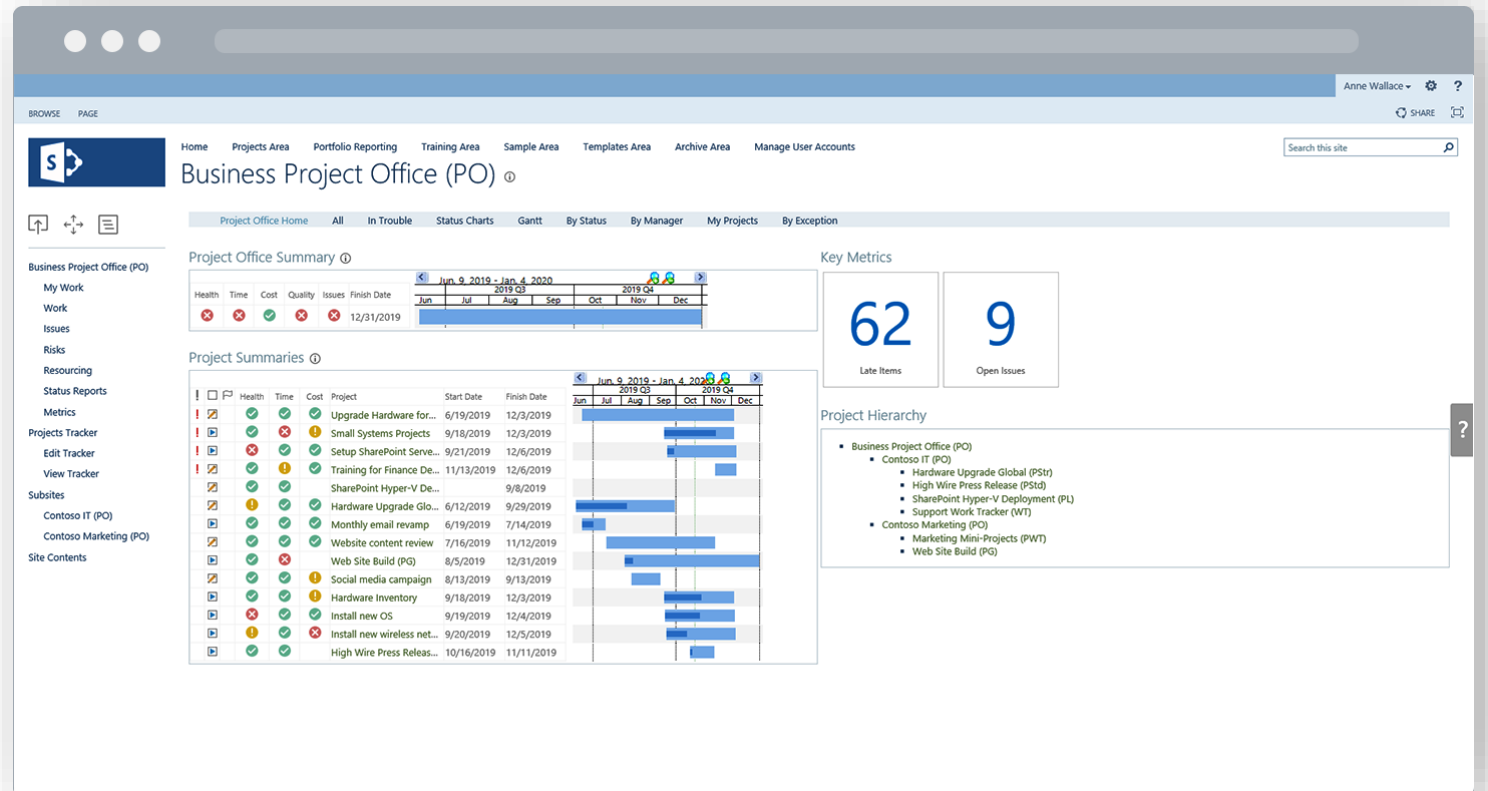 Anne Wallace ?
BROWSE PAGE SHARE
S
Home Projects Area Portfolio Reporting Training Area Sample Area Templates Area Archive Area Manage User Accounts
Search this site
Business Project Office (PO)
Project Office Home All In Trouble Status Charts Gantt By Status By Manager My Projects By Exception
Business Project Office (PO)
My Work
Work
Issues
Risks
Resourcing
Status Reports
Metrics
Projects Tracker
Edit Tracker
View Tracker
Subsites
Contoso IT (PO)
Contoso Marketing (PO)
Site Contents
Project Office Summary
Jun. 9, 2019 - Jan. 4, 2020
2019 Q3 2019 Q4
Health Time Cost Quality Issues Finish Date
Jun Jul Aug Sep Oct Nov Dec
12/31/2019
Project Summaries
Jun. 9, 2019 - Jan. 4, 202
2019 Q3 2019 Q4
! Health Time Cost Project Start Date Finish Date
Jun Jul Aug Sep Oct Nov Dec
! Upgrade Hardware for... 6/19/2019 12/3/2019
! Small Systems Projects 9/18/2019 12/3/2019
! Setup SharePoint Serve... 9/21/2019 12/6/2019
! Training for Finance De... 11/13/2019 12/6/2019
SharePoint Hyper-V De... 9/8/2019
Hardware Upgrade Glo... 6/12/2019 9/29/2019
Monthly email revamp 6/19/2019 7/14/2019
Website content review 7/16/2019 11/12/2019
Web Site Build (PG) 8/5/2019 12/31/2019
Social media campaign 8/13/2019 9/13/2019
Hardware Inventory 9/18/2019 12/3/2019
Install new OS 9/19/2019 12/4/2019
Install new wireless net... 9/20/2019 12/5/2019
High Wire Press Releas... 10/16/2019 11/11/2019
Key Metrics
62
Late Items
9
Open Issues
Project Hierarchy
Business Project Office (PO)
Contoso IT (PO)
Hardware Upgrade Global (PStr)
High Wire Press Release (PStd)
SharePoint Hyper-V Deployment (PL)
Support Work Tracker (WT)
Contoso Marketing (PO)
Marketing Mini-Projects (PWT)
Web Site Build (PG)
?